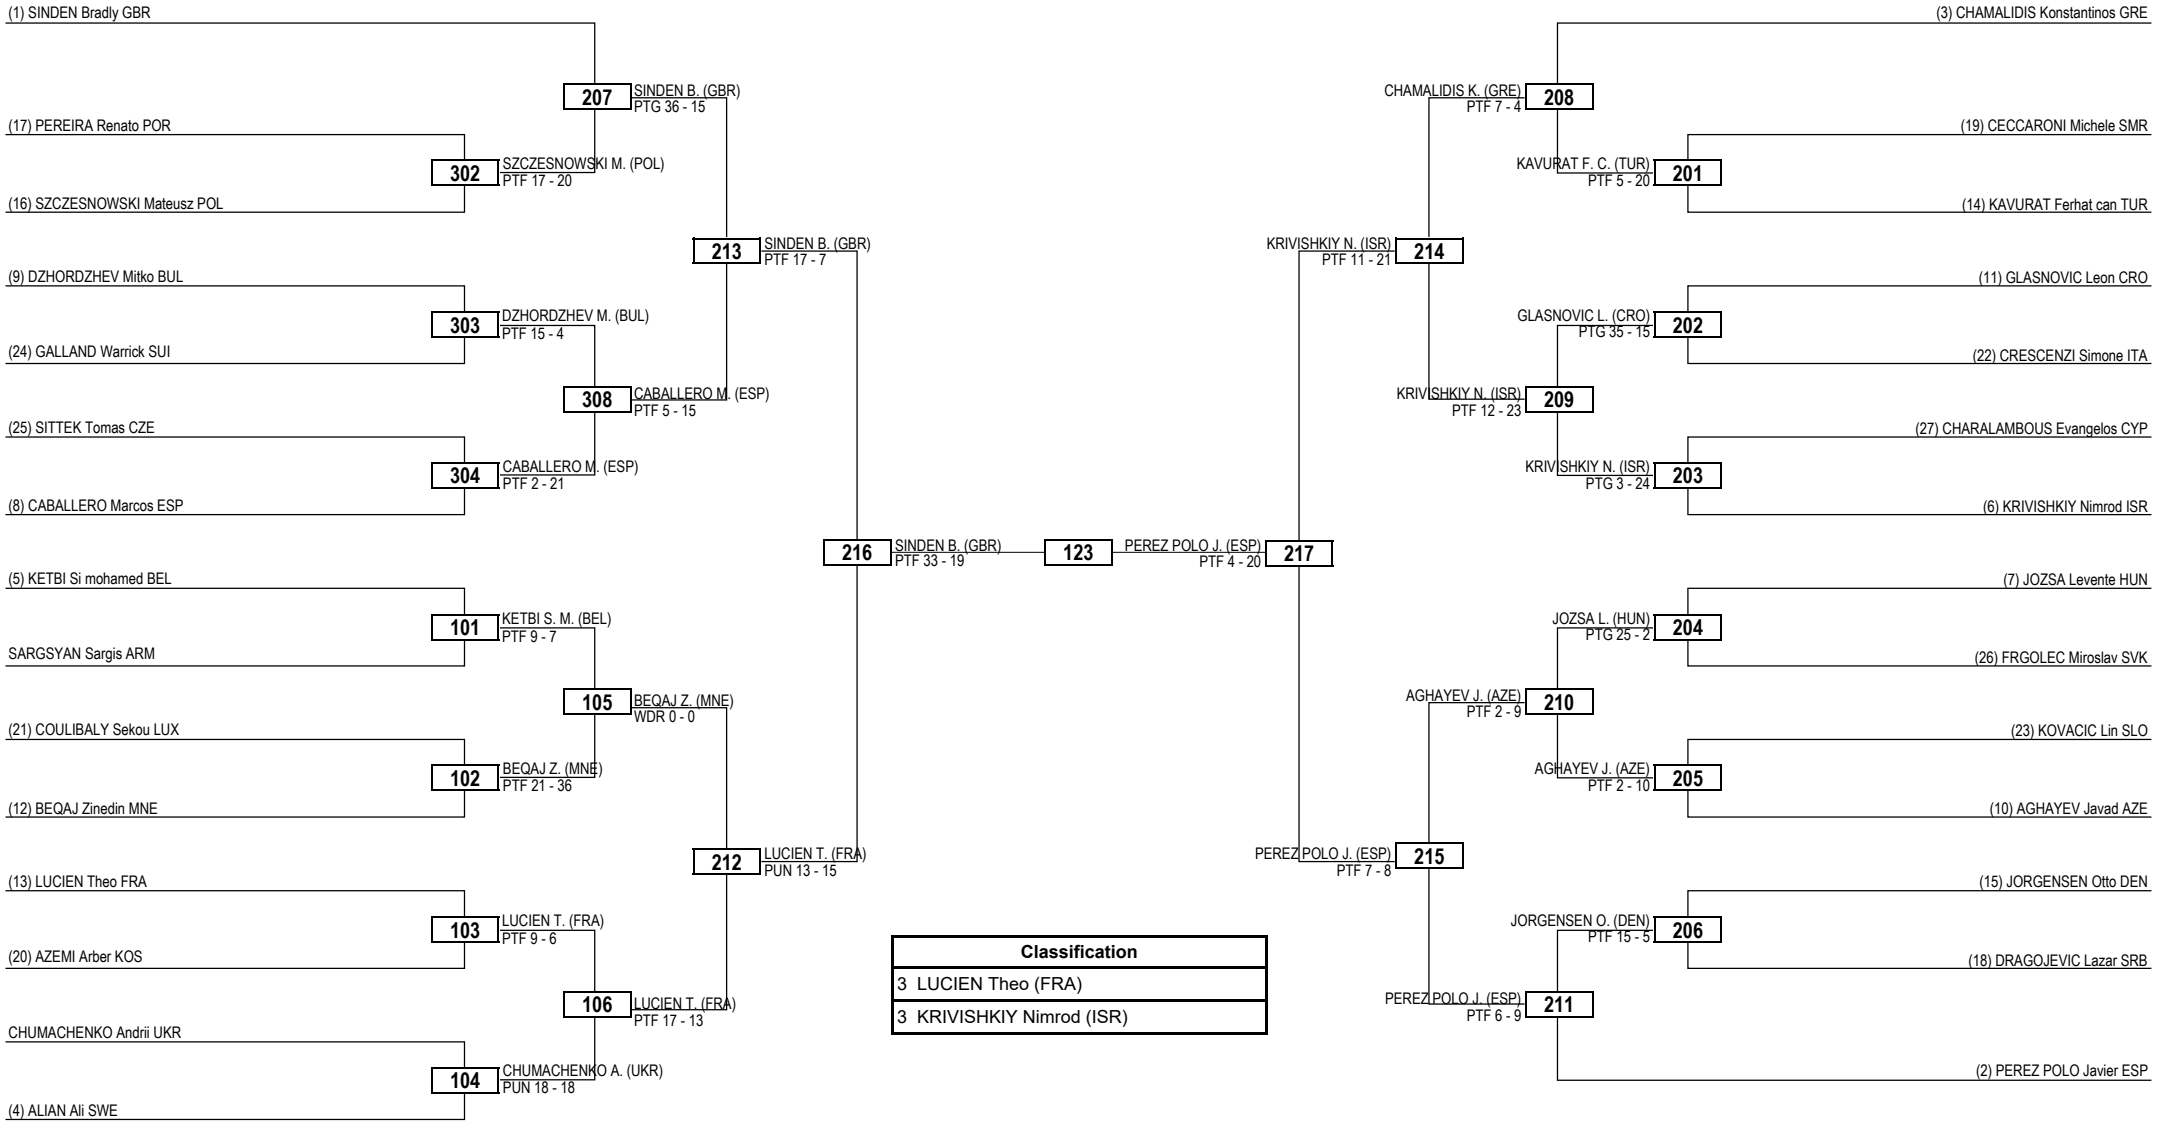 (1) SINDEN Bradly GBR
207
SINDEN B. (GBR)
PTG 36 - 15
(17) PEREIRA Renato POR
302
SZCZESNOWSKI M. (POL)
PTF 17 - 20
(16) SZCZESNOWSKI Mateusz POL
213
SINDEN B. (GBR)
PTF 17 - 7
(9) DZHORDZHEV Mitko BUL
303
DZHORDZHEV M. (BUL)
PTF 15 - 4
(24) GALLAND Warrick SUI
308
CABALLERO M. (ESP)
PTF 5 - 15
(25) SITTEK Tomas CZE
304
CABALLERO M. (ESP)
PTF 2 - 21
(8) CABALLERO Marcos ESP
216
SINDEN B. (GBR)
PTF 33 - 19
(5) KETBI Si mohamed BEL
101
KETBI S. M. (BEL)
PTF 9 - 7
SARGSYAN Sargis ARM
105
BEQAJ Z. (MNE)
WDR 0 - 0
(21) COULIBALY Sekou LUX
102
BEQAJ Z. (MNE)
PTF 21 - 36
(12) BEQAJ Zinedin MNE
212
LUCIEN T. (FRA)
PUN 13 - 15
(13) LUCIEN Theo FRA
103
LUCIEN T. (FRA)
PTF 9 - 6
(20) AZEMI Arber KOS
106
LUCIEN T. (FRA)
PTF 17 - 13
CHUMACHENKO Andrii UKR
104
CHUMACHENKO A. (UKR)
PUN 18 - 18
(4) ALIAN Ali SWE
123
(3) CHAMALIDIS Konstantinos GRE
CHAMALIDIS K. (GRE)
PTF 7 - 4
208
(19) CECCARONI Michele SMR
KAVURAT F. C. (TUR)
PTF 5 - 20
201
(14) KAVURAT Ferhat can TUR
KRIVISHKIY N. (ISR)
PTF 11 - 21
214
(11) GLASNOVIC Leon CRO
GLASNOVIC L. (CRO)
PTG 35 - 15
202
(22) CRESCENZI Simone ITA
KRIVISHKIY N. (ISR)
PTF 12 - 23
209
(27) CHARALAMBOUS Evangelos CYP
KRIVISHKIY N. (ISR)
PTG 3 - 24
203
(6) KRIVISHKIY Nimrod ISR
PEREZ POLO J. (ESP)
PTF 4 - 20
217
(7) JOZSA Levente HUN
JOZSA L. (HUN)
PTG 25 - 2
204
(26) FRGOLEC Miroslav SVK
AGHAYEV J. (AZE)
PTF 2 - 9
210
(23) KOVACIC Lin SLO
AGHAYEV J. (AZE)
PTF 2 - 10
205
(10) AGHAYEV Javad AZE
PEREZ POLO J. (ESP)
PTF 7 - 8
215
(15) JORGENSEN Otto DEN
JORGENSEN O. (DEN)
PTF 15 - 5
206
(18) DRAGOJEVIC Lazar SRB
PEREZ POLO J. (ESP)
PTF 6 - 9
211
(2) PEREZ POLO Javier ESP
Classification
3 LUCIEN Theo (FRA)
3 KRIVISHKIY Nimrod (ISR)